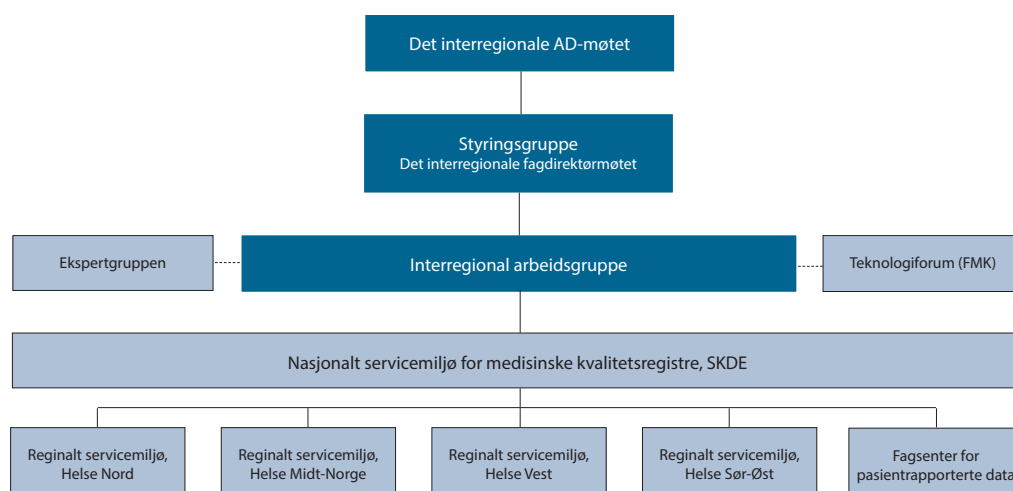 Det interregionale AD-møtet
Styringsgruppe
Det interregionale fagdirektørmøtet
Ekspertgruppen
Interregional arbeidsgruppe
Teknologiforum (FMK)
Nasjonalt servicemiljø for medisinske kvalitetsregistre, SKDE
Reginalt servicemiljø,
Helse Nord
Reginalt servicemiljø,
Helse Midt-Norge
Reginalt servicemiljø,
Helse Vest
Reginalt servicemiljø,
Helse Sør-Øst
Fagsenter for
pasientrapporterte data